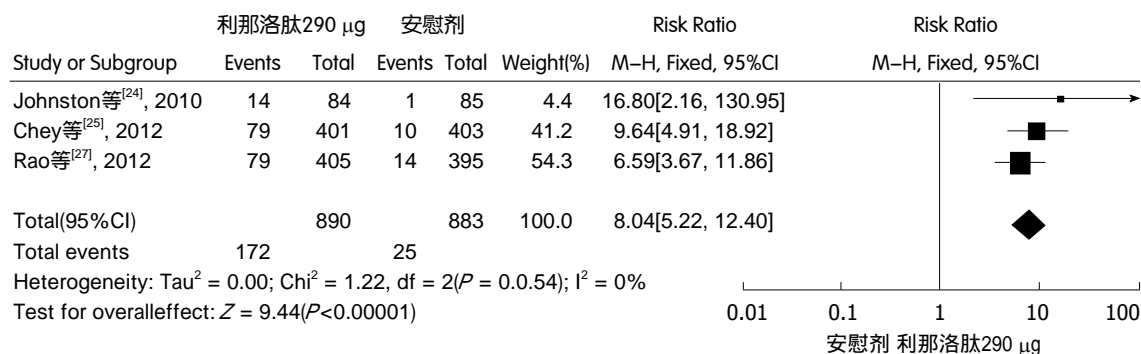 利那洛肽290 μg 安慰剂 Risk Ratio Risk Ratio
Study or Subgroup Events Total Events Total Weight(%) M–H, Fixed, 95%CI M–H, Fixed, 95%CI
Johnston等[24], 2010 14 84 1 85 4.4 16.80[2.16, 130.95]
Chey等[25], 2012 79 401 10 403 41.2 9.64[4.91, 18.92]
Rao等[27], 2012 79 405 14 395 54.3 6.59[3.67, 11.86]
Total(95%CI) 890 883 100.0 8.04[5.22, 12.40]
Total events 172 25
Heterogeneity: Tau2 = 0.00; Chi2 = 1.22, df = 2(P = 0.0.54); I2 = 0%
Test for overalleffect: Z = 9.44(P<0.00001)
0.01 0.1 1 10 100
安慰剂 利那洛肽290 μg